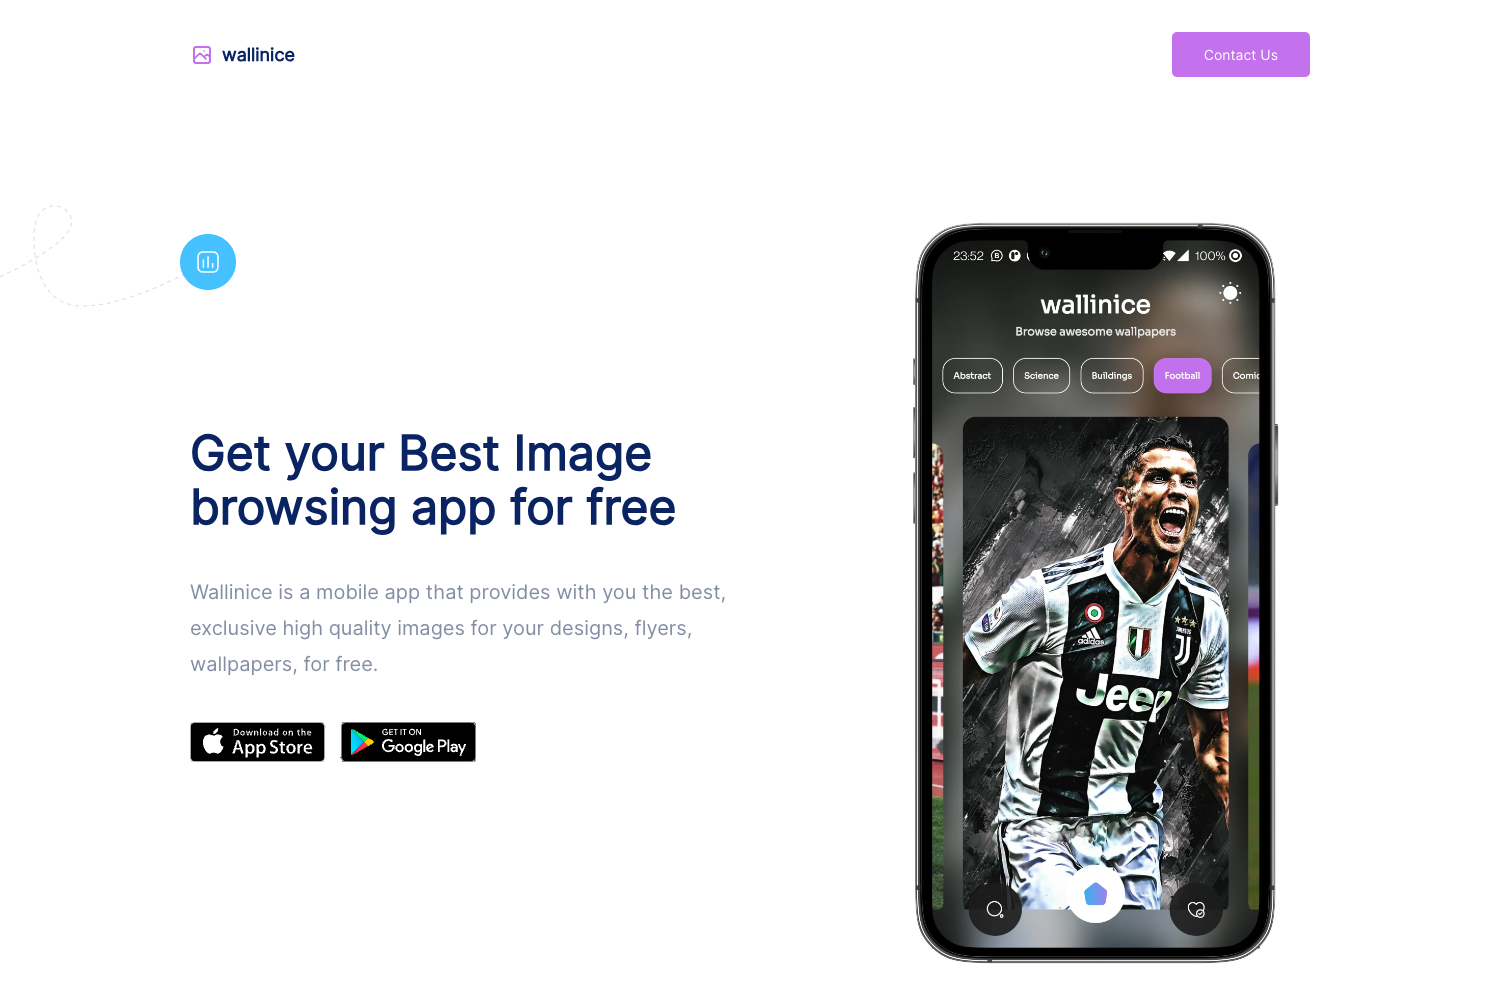 wallinice
Contact Us
Get your Best Image
browsing app for free
Wallinice is a mobile app that provides with you the best,
exclusive high quality images for your designs, flyers,
wallpapers, for free.
Download on the
App Store
GET IT ON
Google Play
23:52
100%
wallinice
Browse awesome wallpapers
Abstract
Science
Buildings
Football
Comic
adidas
JUVENTUS
Jeep